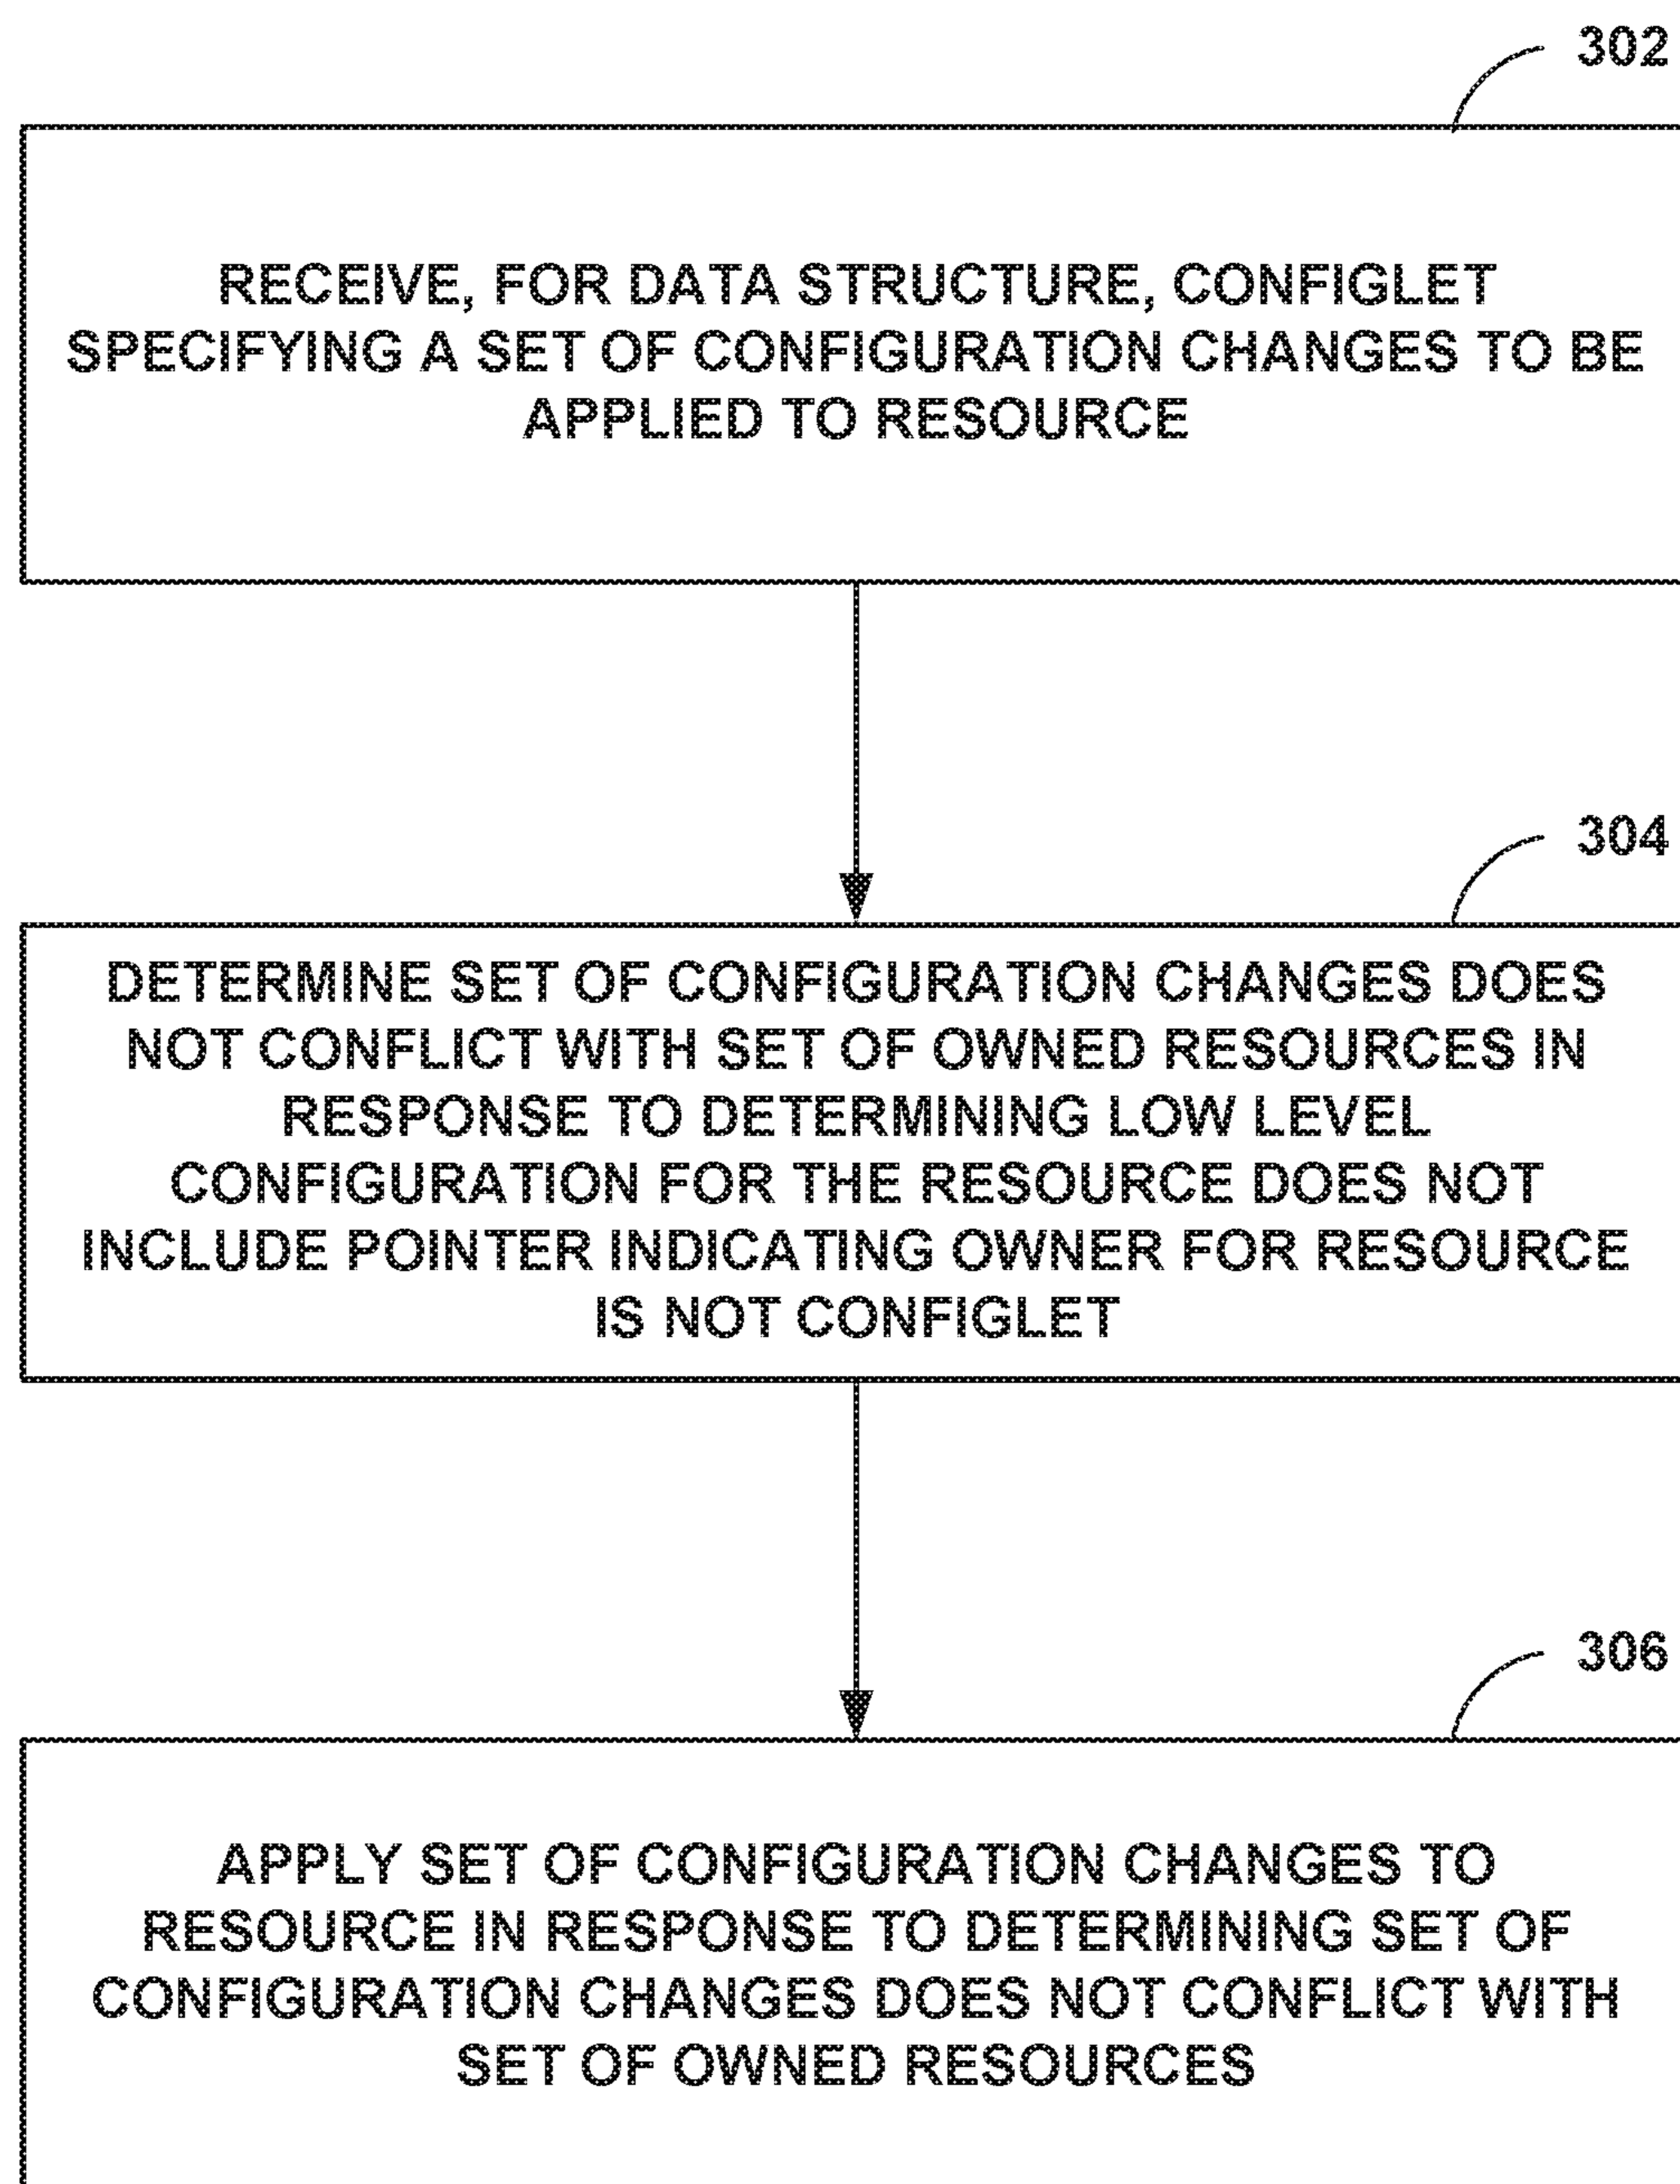 302
RECEIVE, FOR DATA STRUCTURE, CONFIGLET
SPECIFYING A SET OF CONFIGURATION CHANGES TO BE
APPLIED TO RESOURCE
304
DETERMINE SET OF CONFIGURATION CHANGES DOES
NOT CONFLICT WITH SET OF OWNED RESOURCES IN
RESPONSE TO DETERMINING LOW LEVEL
CONFIGURATION FOR THE RESOURCE DOES NOT
INCLUDE POINTER INDICATING OWNER FOR RESOURCE
IS NOT CONFIGLET
306
APPLY SET OF CONFIGURATION CHANGES TO
RESOURCE IN RESPONSE TO DETERMINING SET OF
CONFIGURATION CHANGES DOES NOT CONFLICT WITH
SET OF OWNED RESOURCES